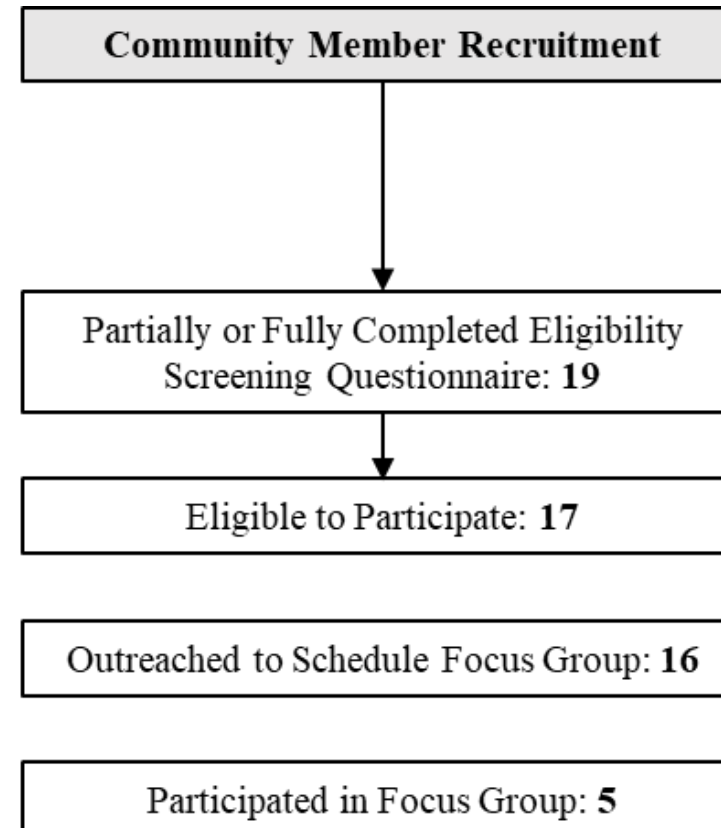 Community Member Recruitment
Partially or Fully Completed Eligibility
Screening Questionnaire: 19
Eligible to Participate: 17
Outreached to Schedule Focus Group: 16
Participated in Focus Group: 5